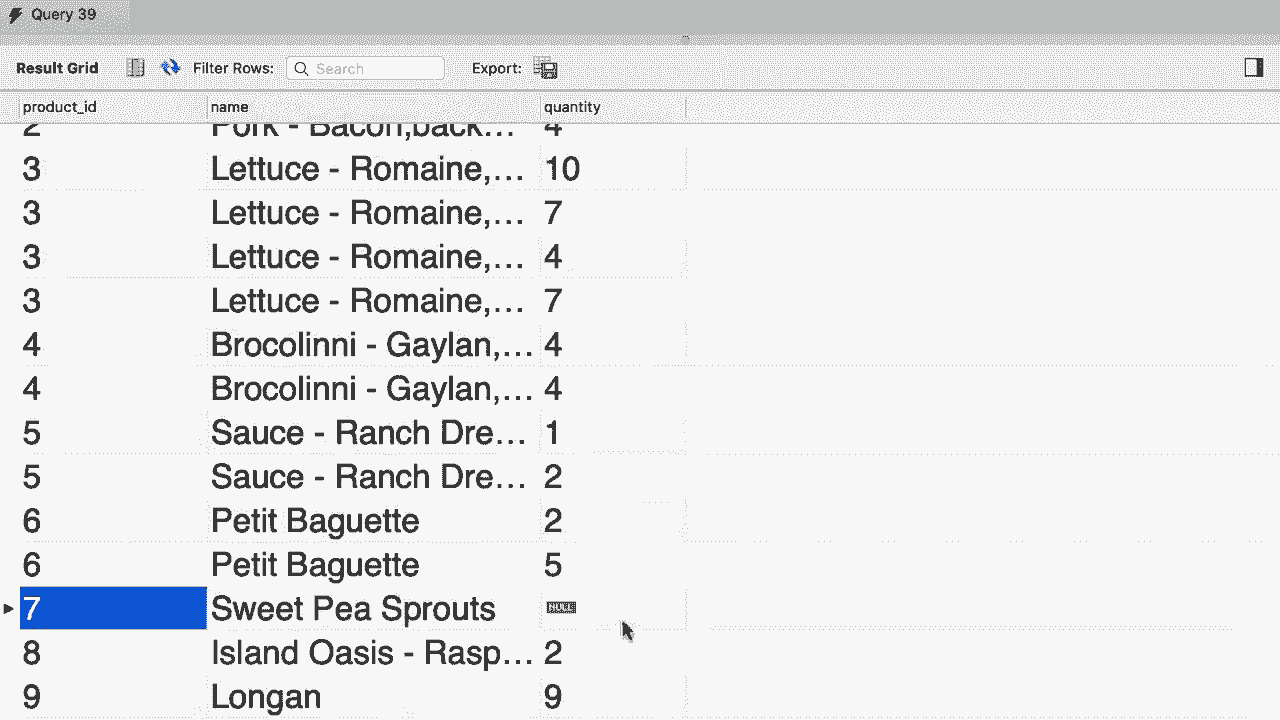 Query 39
Result Grid Filter Rows: Search Export:
product_id name quantity
2 Pork - Bacon,back... 4
3 Lettuce - Romaine,... 10
3 Lettuce - Romaine,... 7
3 Lettuce - Romaine,... 4
3 Lettuce - Romaine,... 7
4 Brocolinni - Gaylan,... 4
4 Brocolinni - Gaylan,... 4
5 Sauce - Ranch Dre... 1
5 Sauce - Ranch Dre... 2
6 Petit Baguette 2
6 Petit Baguette 5
7 Sweet Pea Sprouts NULL
8 Island Oasis - Rasp... 2
9 Longan 9